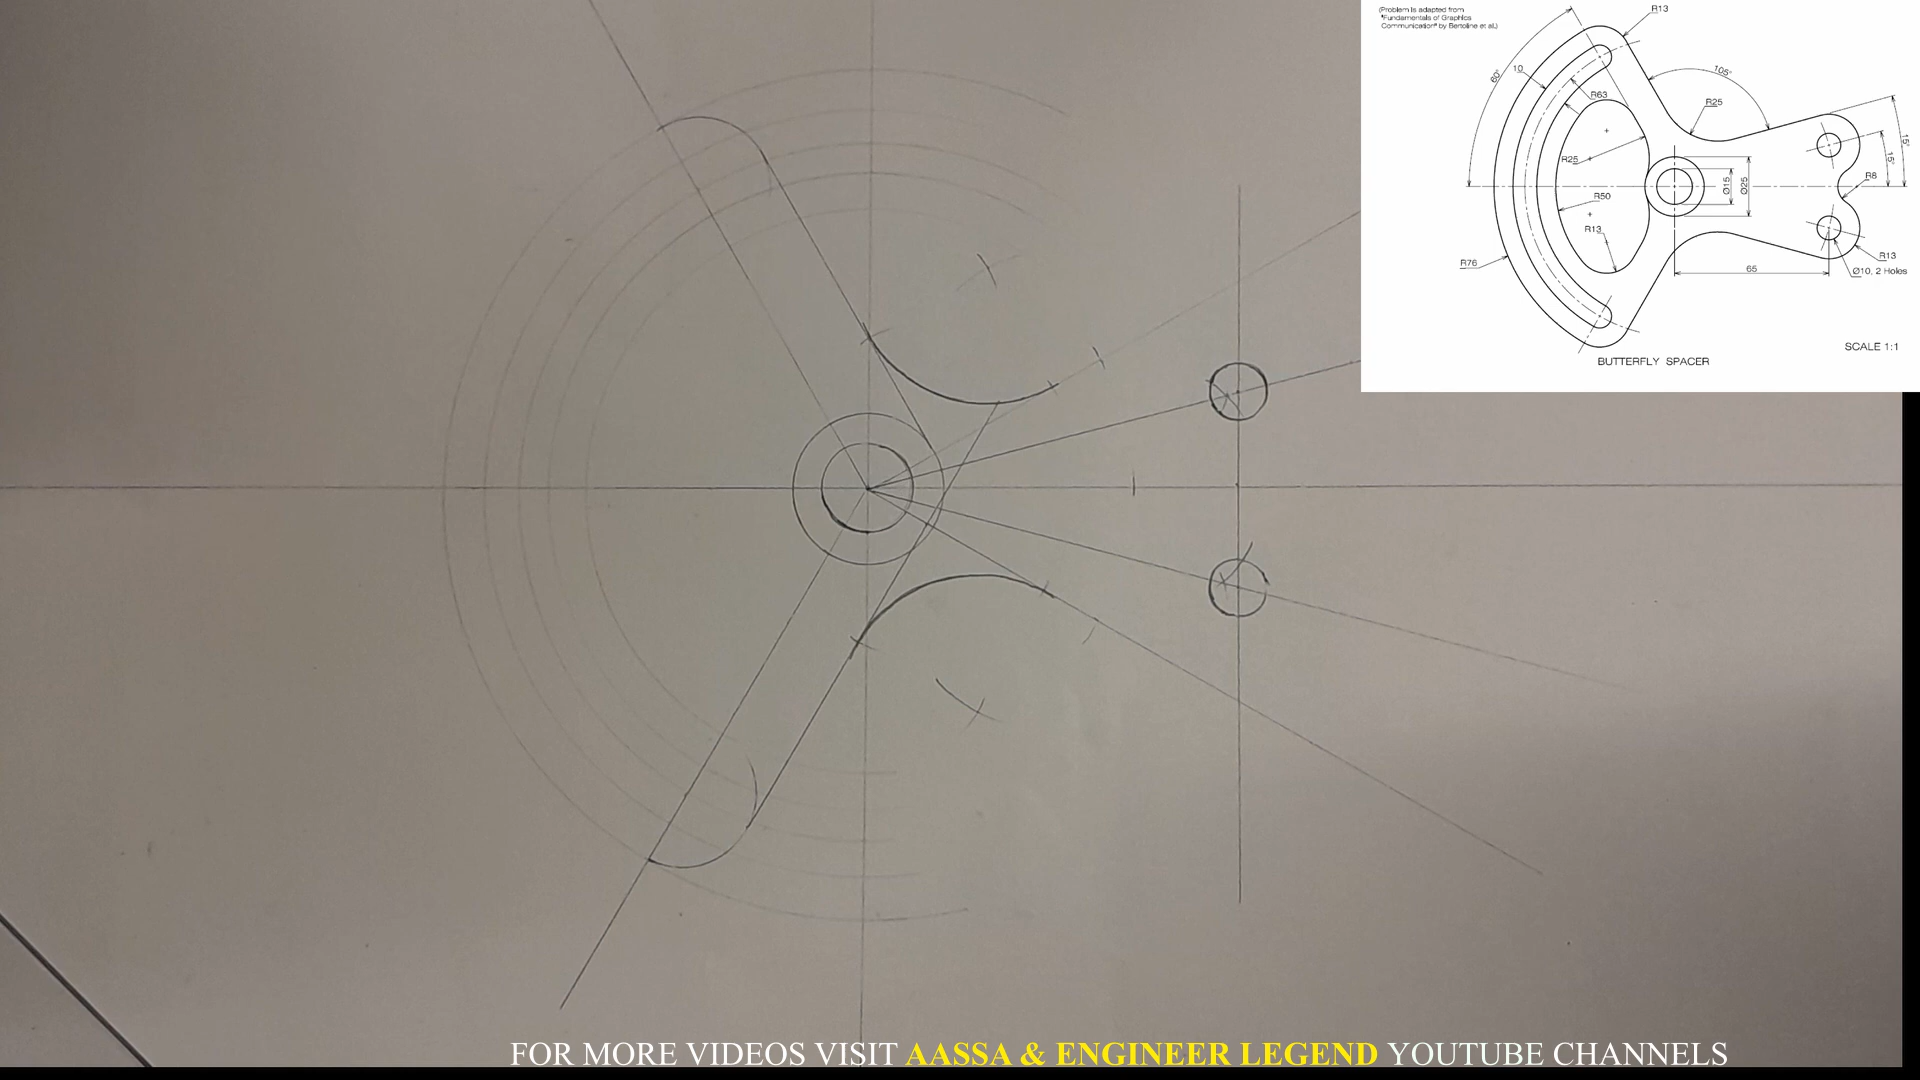 (Problem is adapted from
"Fundamentals of Graphics
Communication" by Bertoline et al.)
R13
60°
10
105°
R63
R25
15°
15°
R25
R8
Ø15
Ø25
R50
R13
R76
R13
65
Ø10, 2 Holes
SCALE 1:1
BUTTERFLY SPACER
FOR MORE VIDEOS VISIT AASSA & ENGINEER LEGEND YOUTUBE CHANNELS